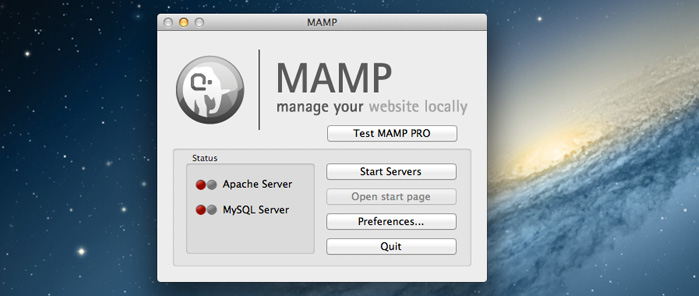 MAMP
MAMP
manage your website locally
Test MAMP PRO
Status
Apache Server
MySQL Server
Start Servers
Open start page
Preferences...
Quit